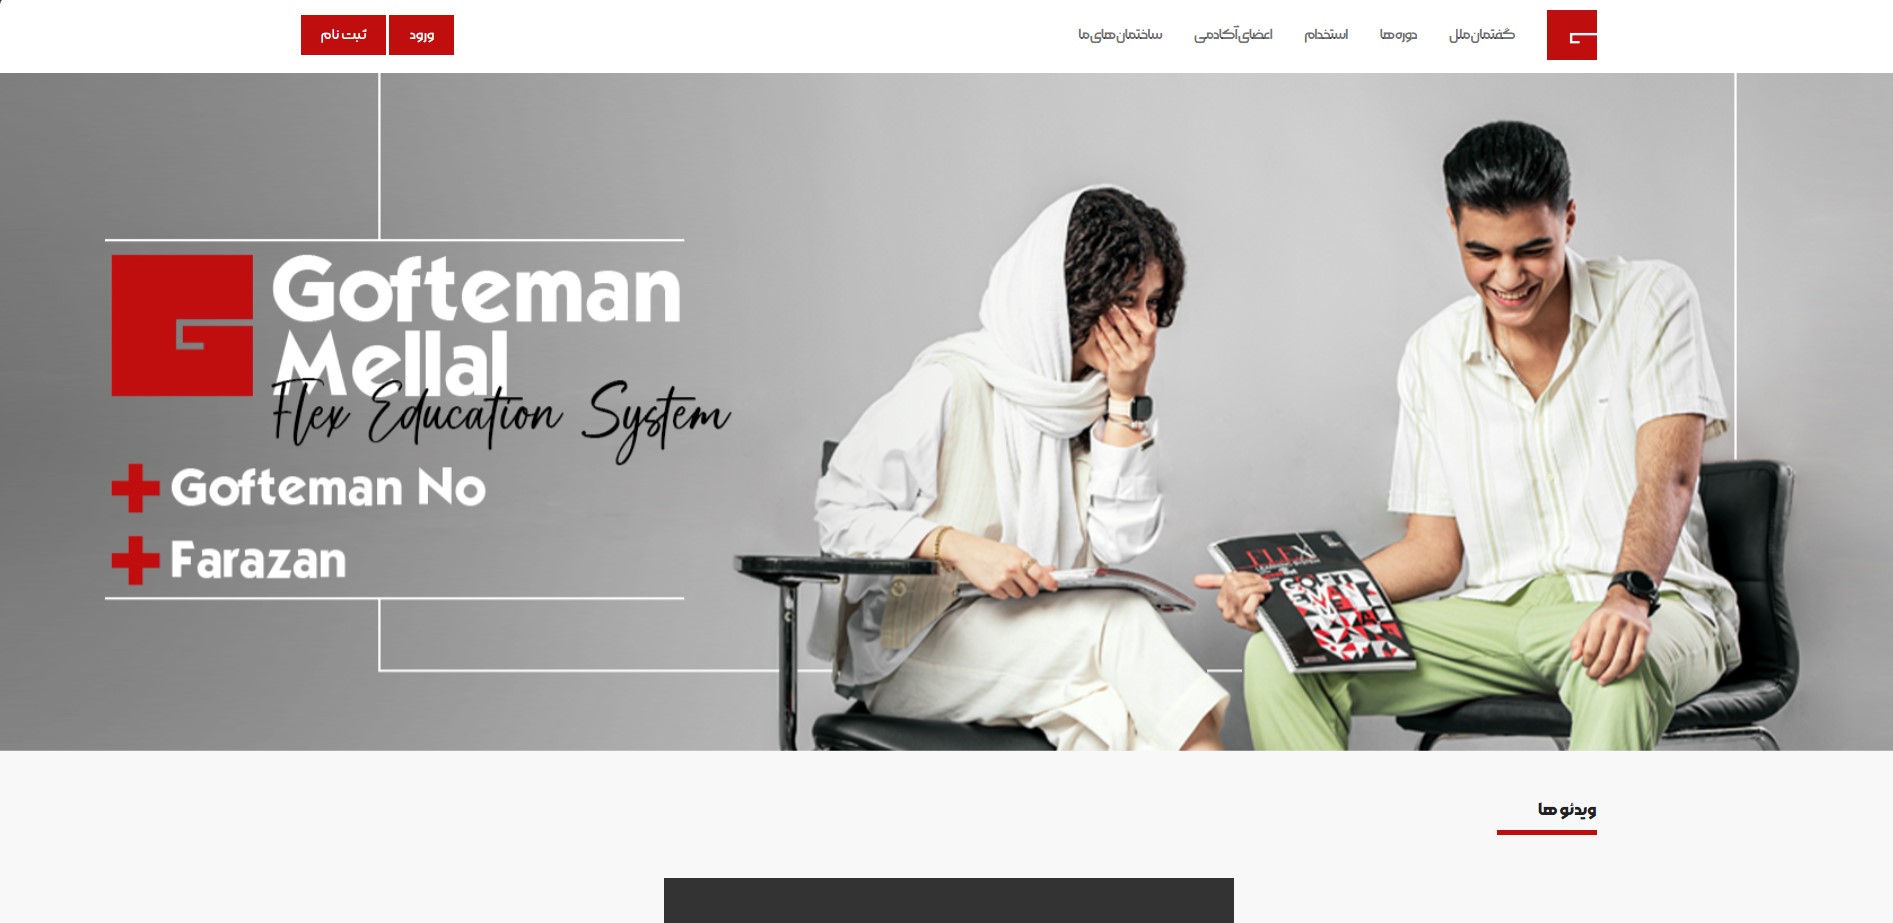 گفتمان ملل
دوره ها
استخدام
اعضای آکادمی
ساختمان های ما
ورود
ثبت نام
Gofteman
Mellal
Flex Education System
Gofteman No
Farazan
FLEX
ویدئو ها